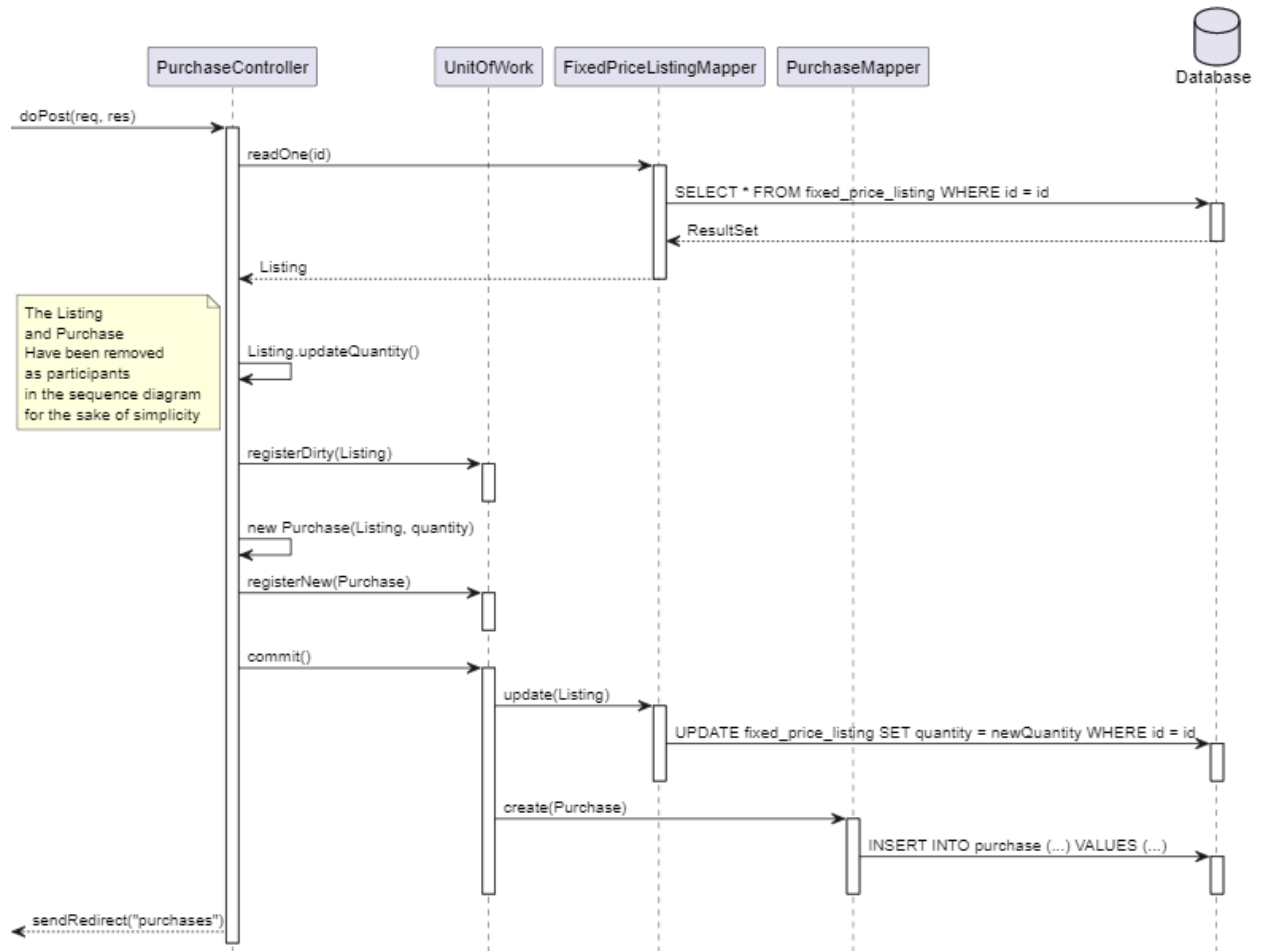 PurchaseController
UnitOfWork
FixedPriceListingMapper
PurchaseMapper
Database
doPost(req, res)
readOne(id)
SELECT * FROM fixed_price_listing WHERE id = id
ResultSet
Listing
The Listing
and Purchase
Have been removed
as participants
in the sequence diagram
for the sake of simplicity
Listing.updateQuantity()
registerDirty(Listing)
new Purchase(Listing, quantity)
registerNew(Purchase)
commit()
update(Listing)
UPDATE fixed_price_listing SET quantity = newQuantity WHERE id = id
create(Purchase)
INSERT INTO purchase (...) VALUES (...)
sendRedirect("purchases")